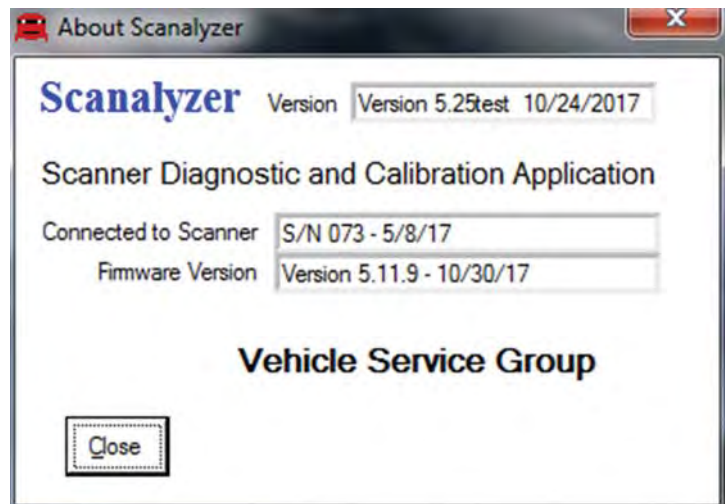 About Scanalyzer
Scanalyzer Version Version 5.25test 10/24/2017
Scanner Diagnostic and Calibration Application
Connected to Scanner S/N 073 - 5/8/17
Firmware Version Version 5.11.9 - 10/30/17
Vehicle Service Group
Close